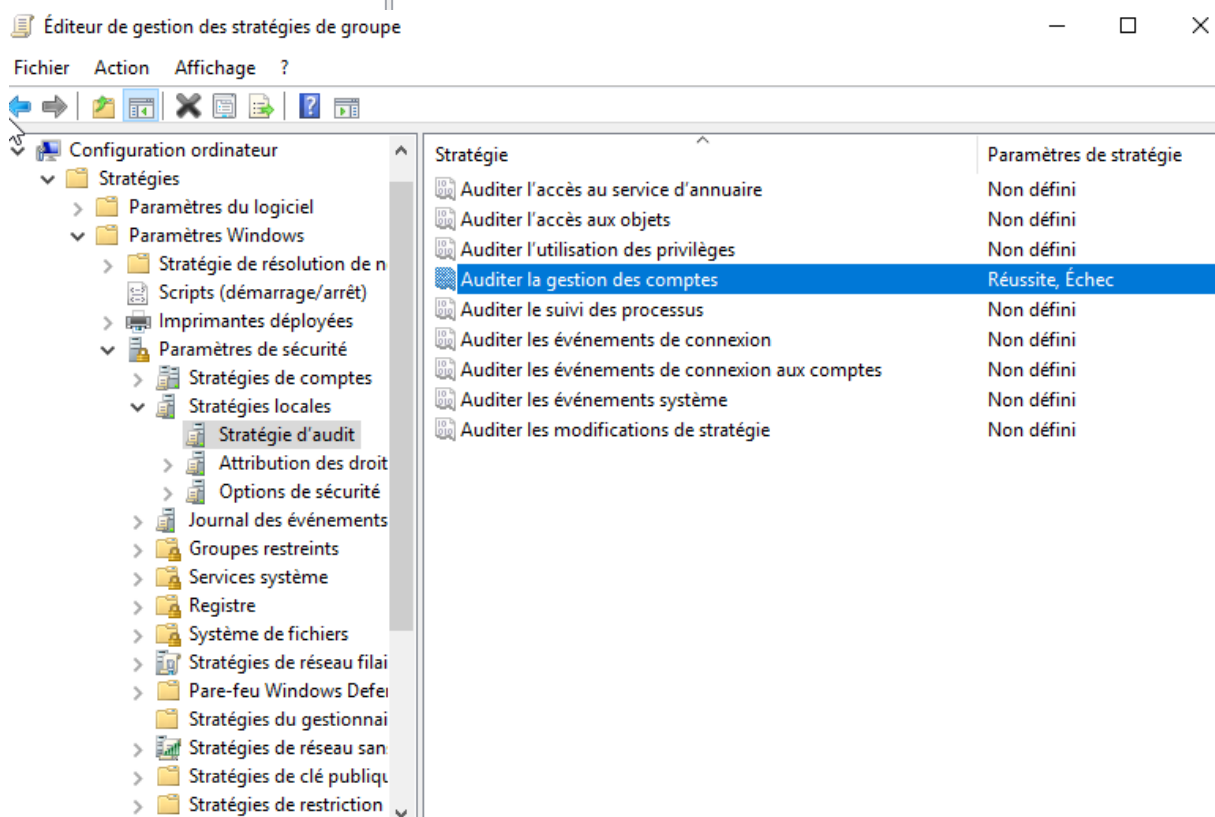 Éditeur de gestion des stratégies de groupe
Fichier Action Affichage ?
Configuration ordinateur
Stratégies
Paramètres du logiciel
Paramètres Windows
Stratégie de résolution de n
Scripts (démarrage/arrêt)
Imprimantes déployées
Paramètres de sécurité
Stratégies de comptes
Stratégies locales
Stratégie d’audit
Attribution des droit
Options de sécurité
Journal des événements
Groupes restreints
Services système
Registre
Système de fichiers
Stratégies de réseau filai
Pare-feu Windows Defer
Stratégies du gestionnai
Stratégies de réseau san
Stratégies de clé publiqu
Stratégies de restriction
Stratégie Paramètres de stratégie
Auditer l’accès au service d’annuaire Non défini
Auditer l’accès aux objets Non défini
Auditer l’utilisation des privilèges Non défini
Auditer la gestion des comptes Réussite, Échec
Auditer le suivi des processus Non défini
Auditer les événements de connexion Non défini
Auditer les événements de connexion aux comptes Non défini
Auditer les événements système Non défini
Auditer les modifications de stratégie Non défini